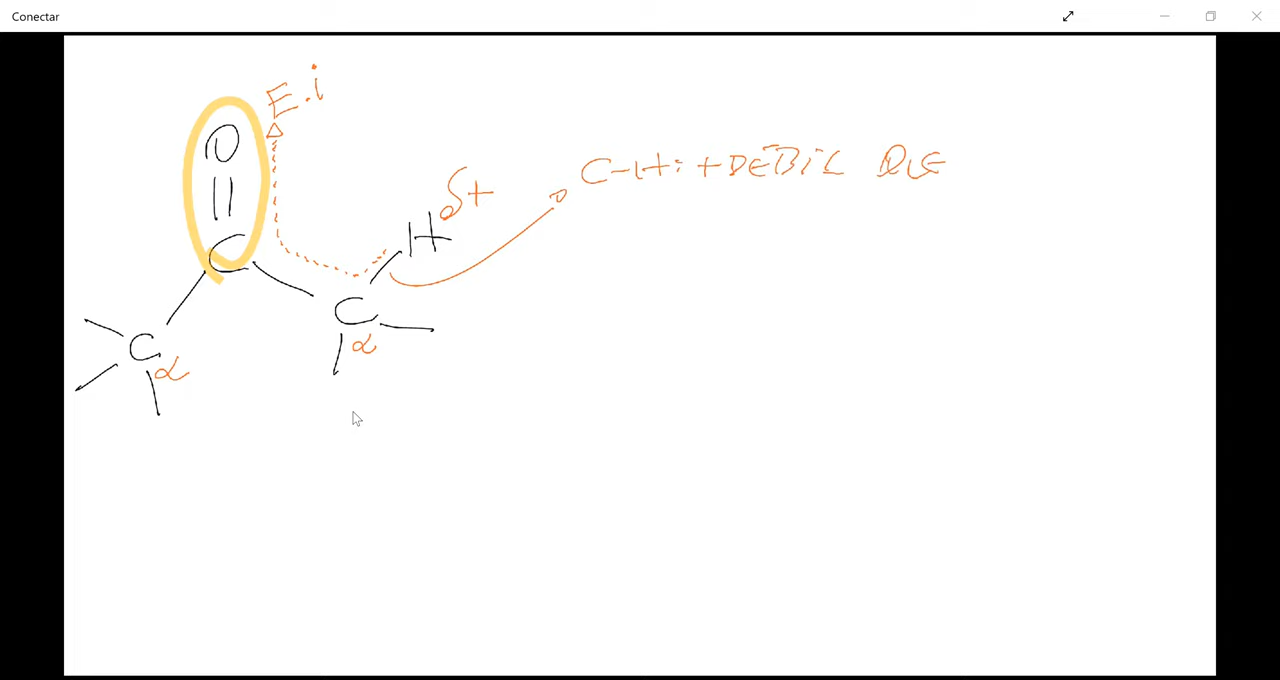 Conectar
E.i
O
C-H: +DEBIL QUE
δ+
H
C
C
C
α
α